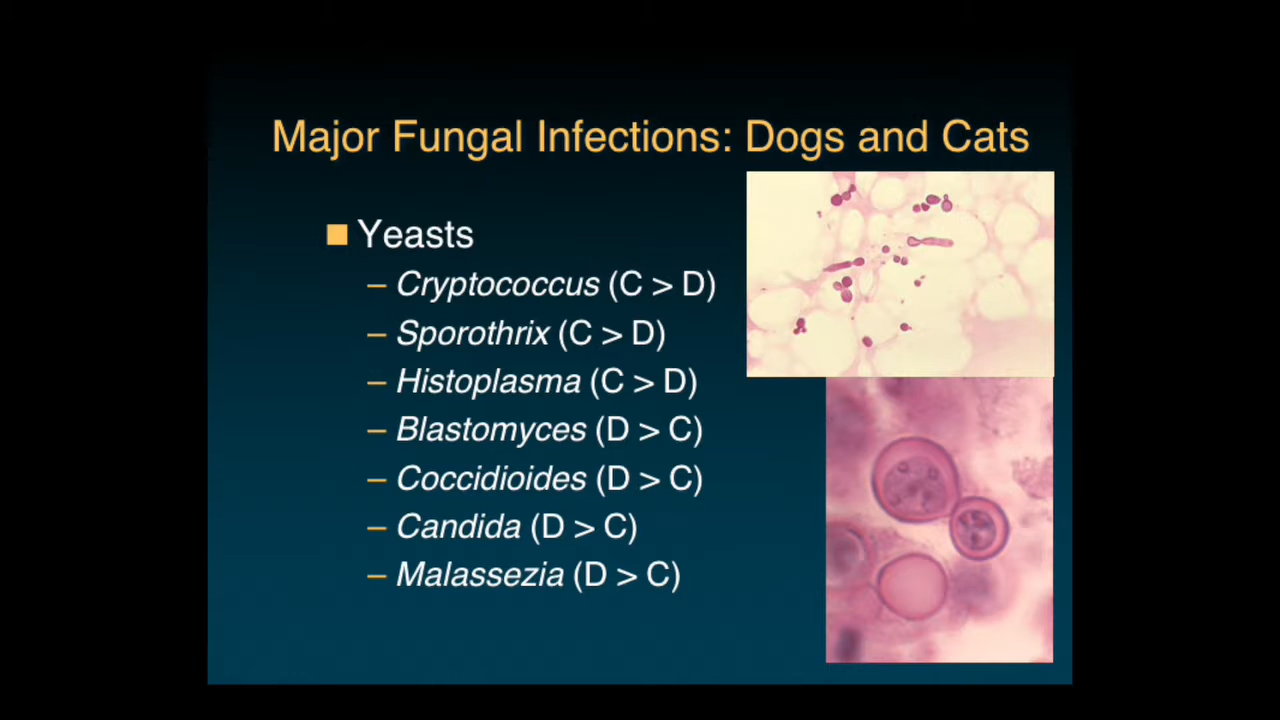 Major Fungal Infections: Dogs and Cats
Yeasts
– Cryptococcus (C > D)
– Sporothrix (C > D)
– Histoplasma (C > D)
– Blastomyces (D > C)
– Coccidioides (D > C)
– Candida (D > C)
– Malassezia (D > C)